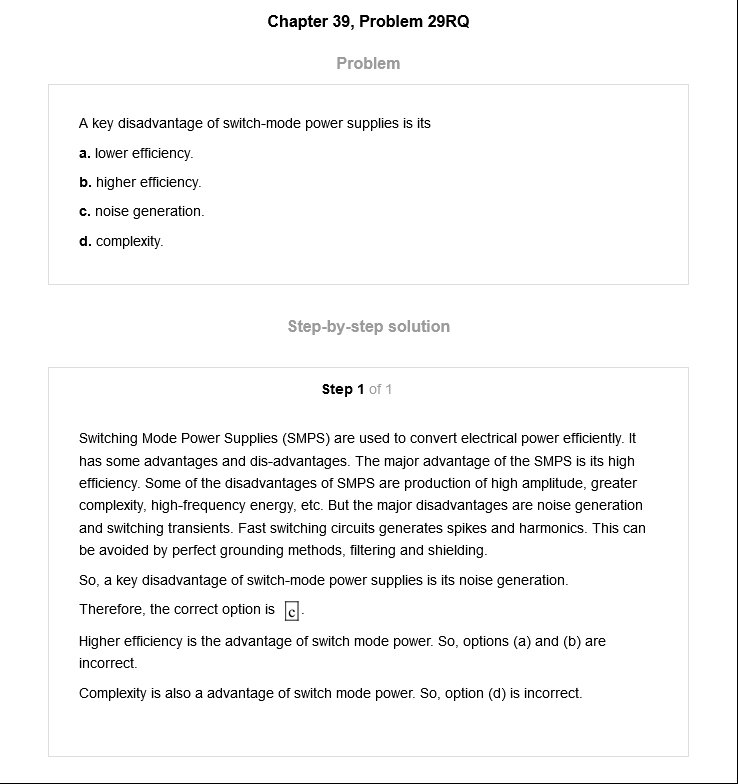 Chapter 39, Problem 29RQ
Problem
A key disadvantage of switch-mode power supplies is its
a. lower efficiency.
b. higher efficiency.
c. noise generation.
d. complexity.
Step-by-step solution
Step 1 of 1
Switching Mode Power Supplies (SMPS) are used to convert electrical power efficiently. It
has some advantages and dis-advantages. The major advantage of the SMPS is its high
efficiency. Some of the disadvantages of SMPS are production of high amplitude, greater
complexity, high-frequency energy, etc. But the major disadvantages are noise generation
and switching transients. Fast switching circuits generates spikes and harmonics. This can
be avoided by perfect grounding methods, filtering and shielding.
So, a key disadvantage of switch-mode power supplies is its noise generation.
Therefore, the correct option is c.
Higher efficiency is the advantage of switch mode power. So, options (a) and (b) are
incorrect.
Complexity is also a advantage of switch mode power. So, option (d) is incorrect.